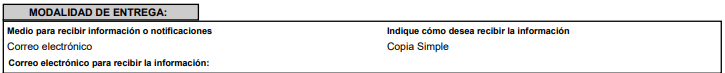 MODALIDAD DE ENTREGA:
Medio para recibir información o notificaciones
Indique cómo desea recibir la información
Correo electrónico
Copia Simple
Correo electrónico para recibir la información: